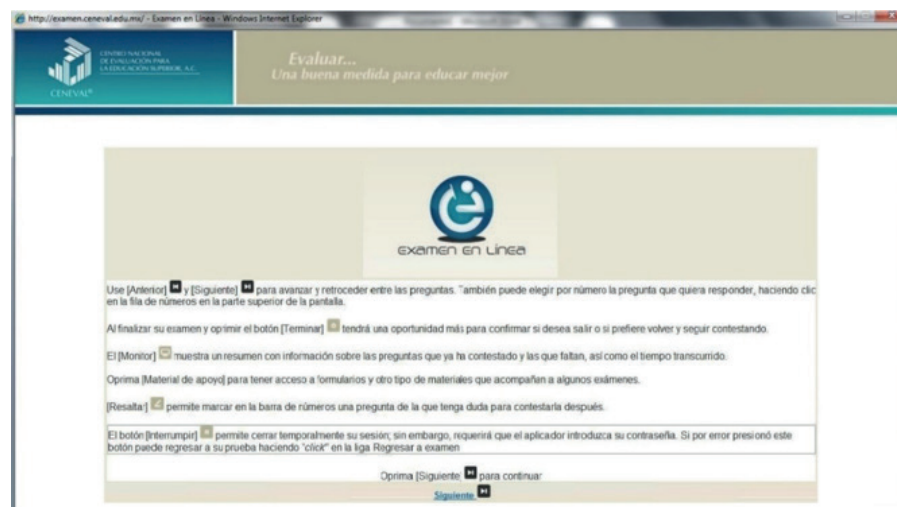 http://examen.ceneval.edu.mx/ - Examen en Línea - Windows Internet Explorer
CENTRO NACIONAL
DE EVALUACIÓN PARA
LA EDUCACIÓN SUPERIOR, A.C.
CENEVAL®
Evaluar...
Una buena medida para educar mejor
examen en Línea
Use [Anterior] y [Siguiente] para avanzar y retroceder entre las preguntas. También puede elegir por número la pregunta que quiera responder, haciendo clic
en la fila de números en la parte superior de la pantalla.
Al finalizar su examen y oprimir el botón [Terminar] tendrá una oportunidad más para confirmar si desea salir o si prefiere volver y seguir contestando.
El [Monitor] muestra un resumen con información sobre las preguntas que ya ha contestado y las que faltan, así como el tiempo transcurrido.
Oprima [Material de apoyo] para tener acceso a formularios y otro tipo de materiales que acompañan a algunos exámenes.
[Resaltar] permite marcar en la barra de números una pregunta de la que tenga duda para contestarla después.
El botón [Interrumpir] permite cerrar temporalmente su sesión; sin embargo, requerirá que el aplicador introduzca su contraseña. Si por error presionó este
botón puede regresar a su prueba haciendo "click" en la liga Regresar a examen
Oprima [Siguiente] para continuar
Siguiente